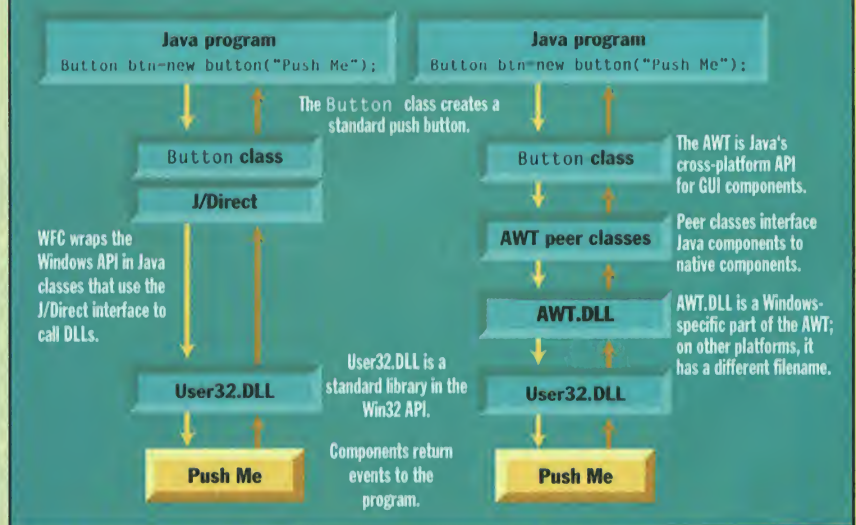 Java program
Button btn=new button("Push Me");
Java program
Button btn=new button("Push Me");
The Button class creates a
standard push button.
Button class
J/Direct
WFC wraps the
Windows API in Java
classes that use the
J/Direct interface to
call DLLs.
User32.DLL
User32.DLL is a
standard library in the
Win32 API.
Push Me
Components return
events to the
program.
Button class
The AWT is Java's
cross-platform API
for GUI components.
AWT peer classes
Peer classes interface
Java components to
native components.
AWT.DLL
AWT.DLL is a Windows-
specific part of the AWT;
on other platforms, it
has a different filename.
User32.DLL
Push Me